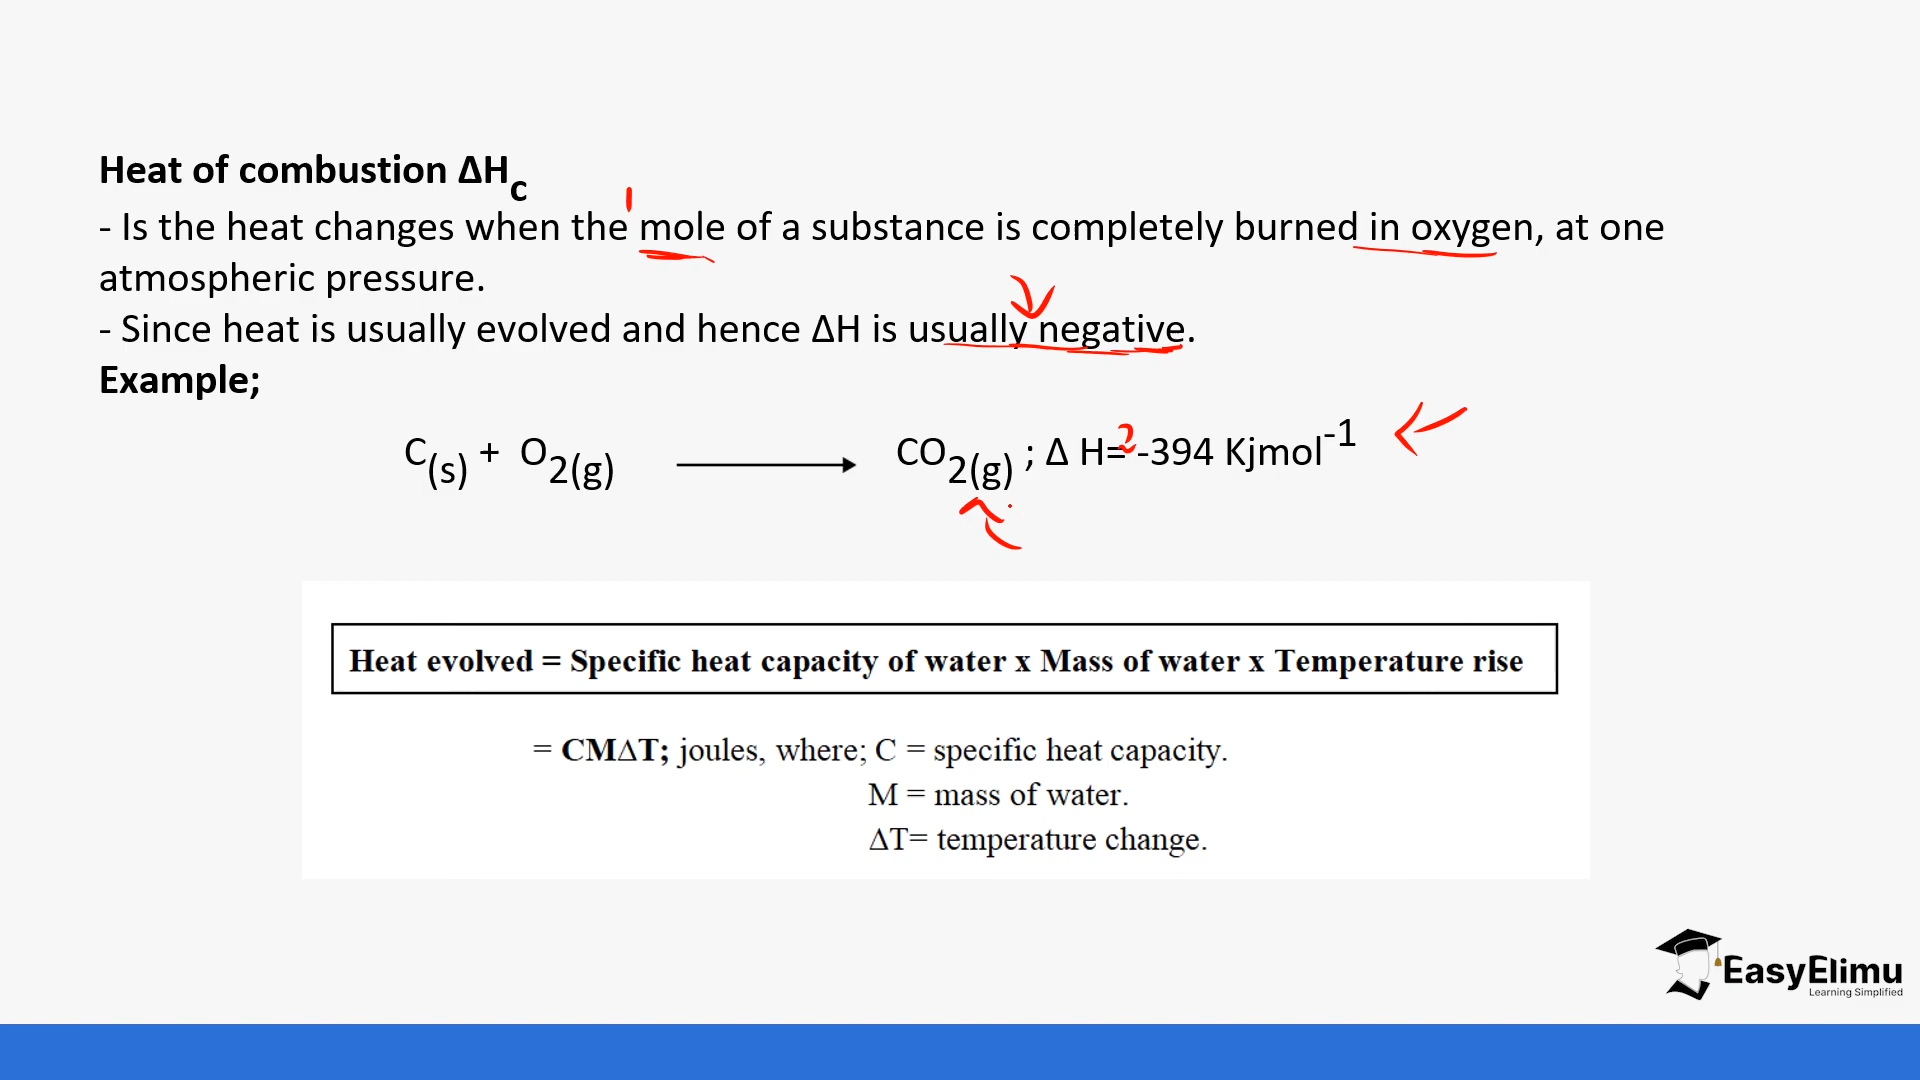 Heat of combustion ΔHc
1
- Is the heat changes when the mole of a substance is completely burned in oxygen, at one
atmospheric pressure.
- Since heat is usually evolved and hence ΔH is usually negative.
Example;
C(s) + O2(g) → CO2(g) ; Δ H= -394 Kjmol-1
2
Heat evolved = Specific heat capacity of water x Mass of water x Temperature rise
= CMΔT; joules, where; C = specific heat capacity.
M = mass of water.
ΔT= temperature change.
EasyElimu
Learning Simplified